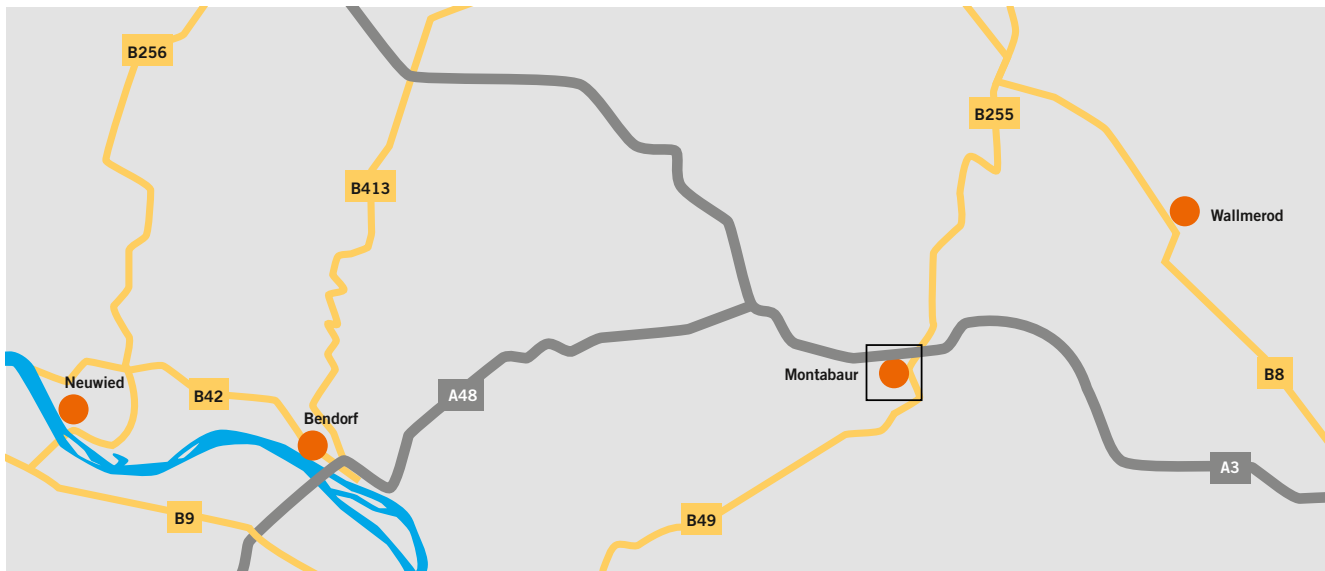 B256
B255
B413
Wallmerod
Neuwied
Montabaur
B8
B42
A48
Bendorf
A3
B9
B49